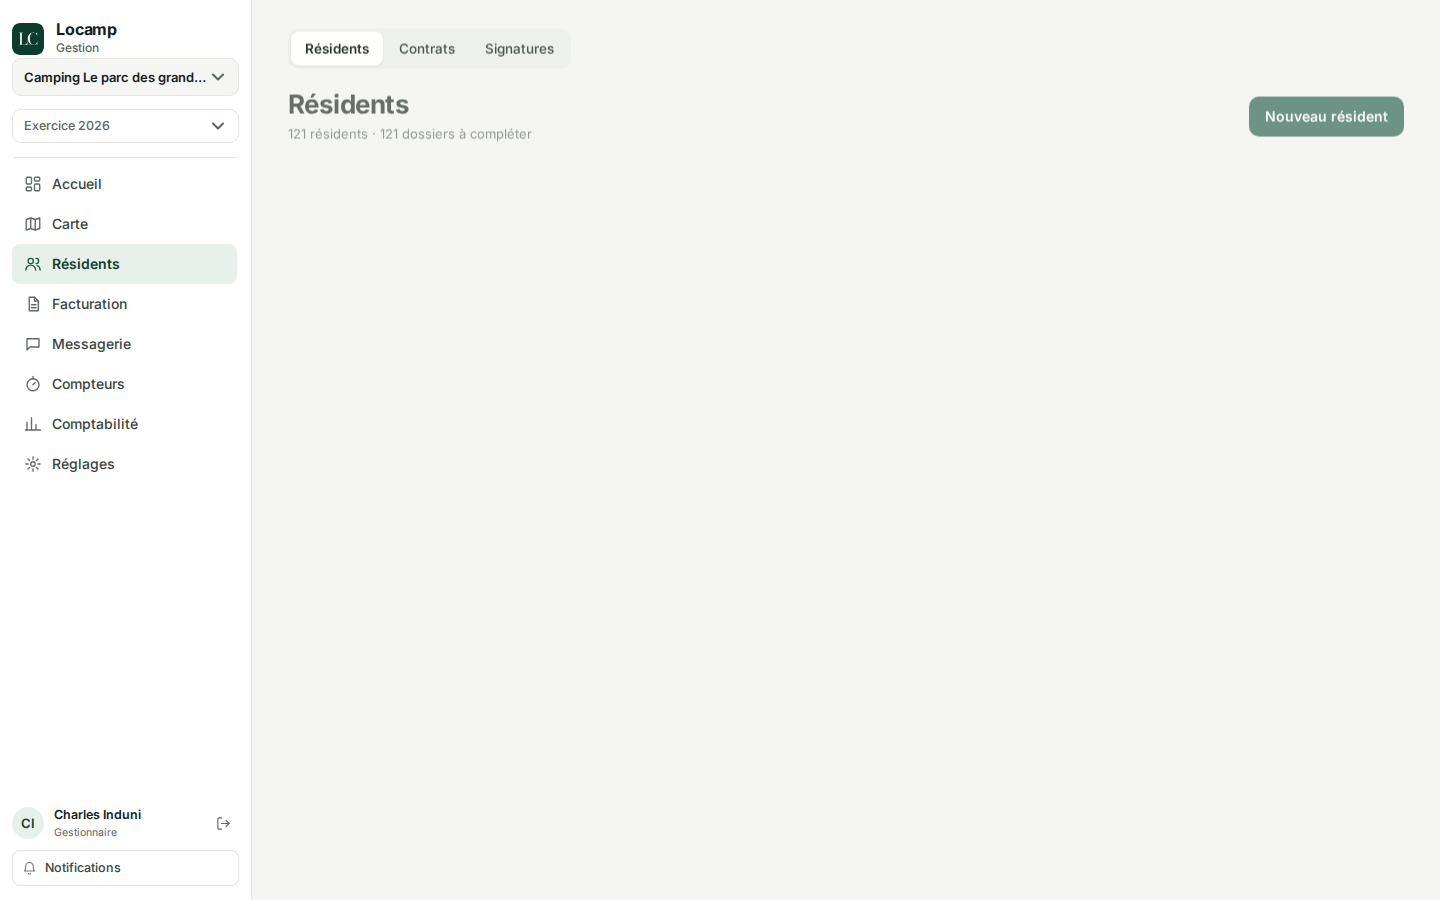 LC
Locamp
Gestion
Camping Le parc des grand...
Exercice 2026
Accueil
Carte
Résidents
Facturation
Messagerie
Compteurs
Comptabilité
Réglages
CI
Charles Induni
Gestionnaire
Notifications
Résidents Contrats Signatures
Résidents
121 résidents · 121 dossiers à compléter
Nouveau résident